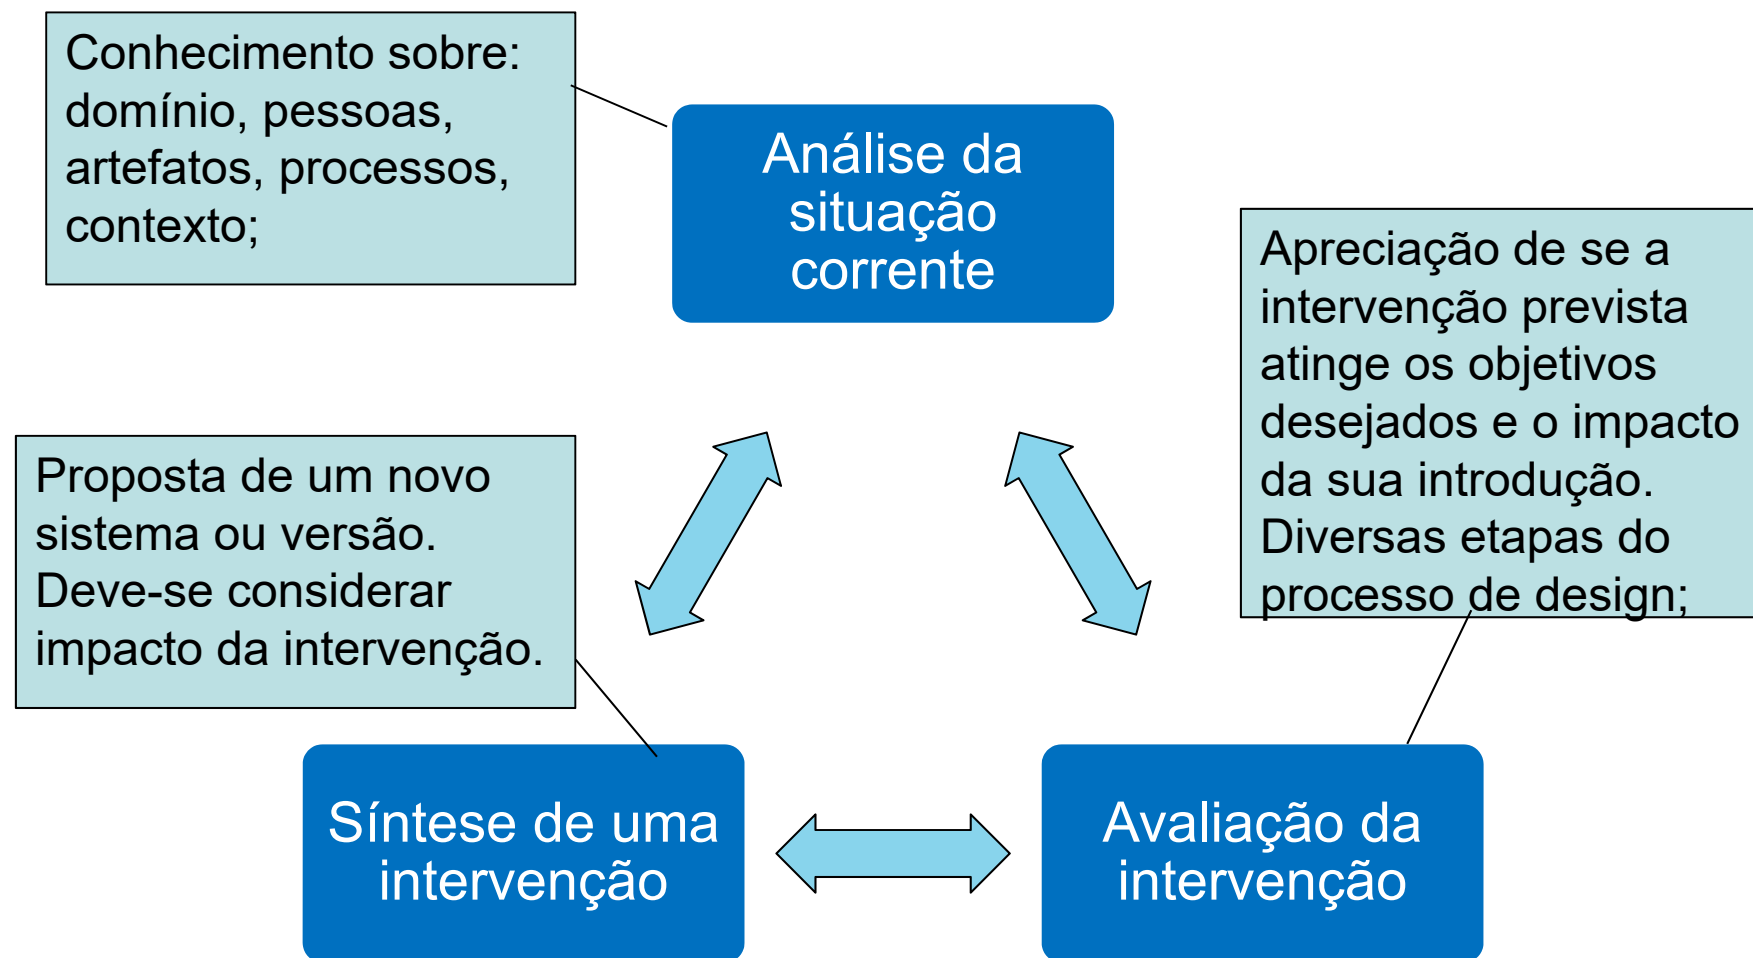 Conhecimento sobre:
domínio, pessoas,
artefatos, processos,
contexto;
Análise da
situação
corrente
Apreciação de se a
intervenção prevista
atinge os objetivos
desejados e o impacto
da sua introdução.
Diversas etapas do
processo de design;
Proposta de um novo
sistema ou versão.
Deve-se considerar
impacto da intervenção.
Síntese de uma
intervenção
Avaliação da
intervenção